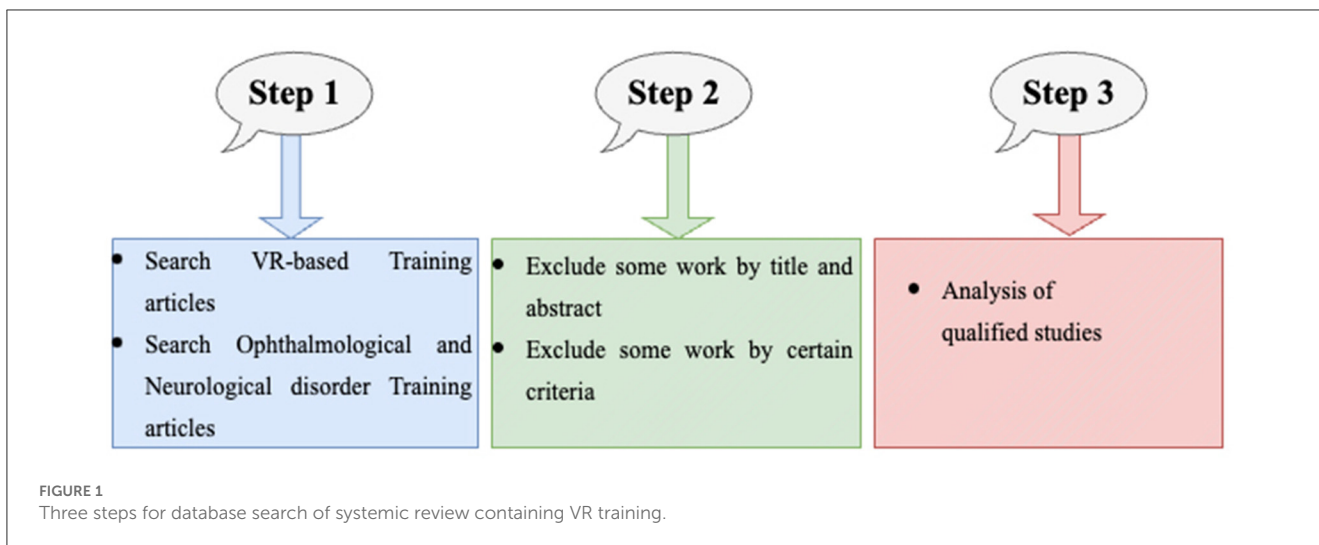 Step 1
Step 2
Step 3
• Search VR-based Training
articles
• Search Ophthalmological and
Neurological disorder Training
articles
• Exclude some work by title and
abstract
• Exclude some work by certain
criteria
• Analysis of
qualified studies
FIGURE 1
Three steps for database search of systemic review containing VR training.